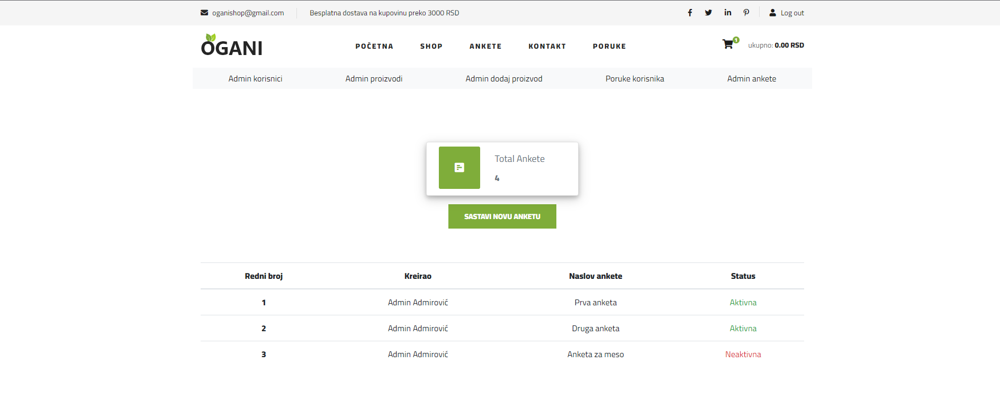 oganishop@gmail.com Besplatna dostava na kupovinu preko 3000 RSD Log out
OGANI
POČETNA SHOP ANKETE KONTAKT PORUKE 1 ukupno: 0.00 RSD
Admin korisnici Admin proizvodi Admin dodaj proizvod Poruke korisnika Admin ankete
Total Ankete
4
SASTAVI NOVU ANKETU
Redni broj Kreirao Naslov ankete Status
1 Admin Admirović Prva anketa Aktivna
2 Admin Admirović Druga anketa Aktivna
3 Admin Admirović Anketa za meso Neaktivna